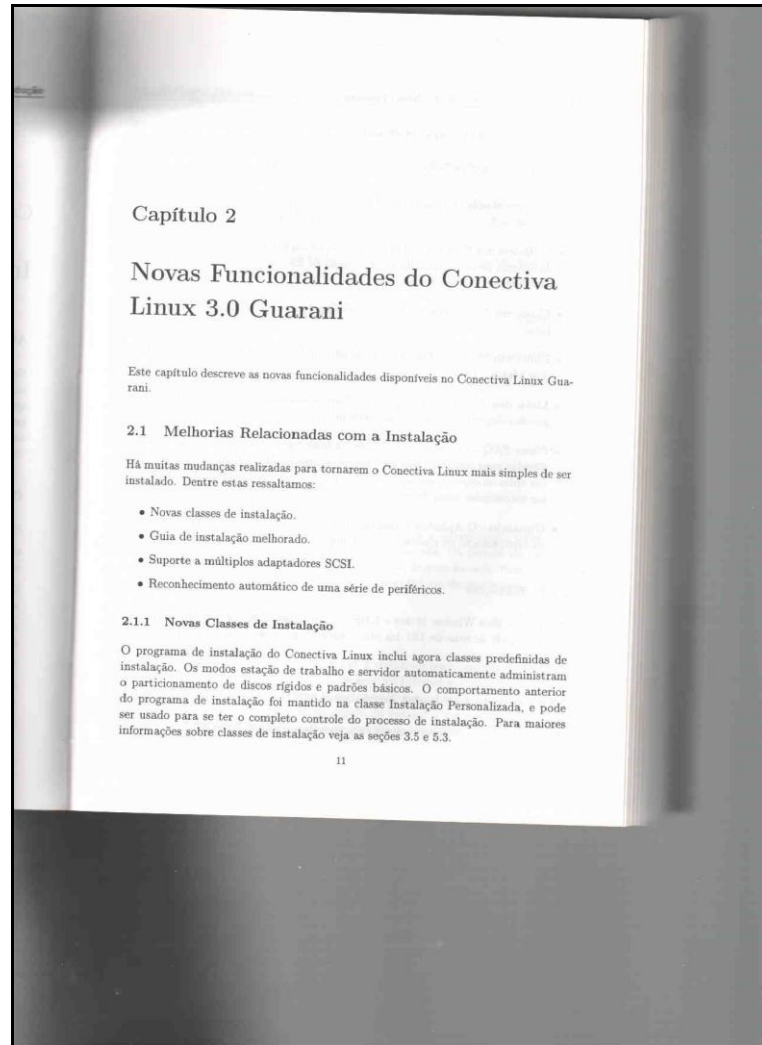 Capítulo 2
Novas Funcionalidades do Conectiva
Linux 3.0 Guarani
Este capítulo descreve as novas funcionalidades disponíveis no Conectiva Linux Gua-
rani.
2.1 Melhorias Relacionadas com a Instalação
Há muitas mudanças realizadas para tornarem o Conectiva Linux mais simples de ser
instalado. Dentre estas ressaltamos:
• Novas classes de instalação.
• Guia de instalação melhorado.
• Suporte a múltiplos adaptadores SCSI.
• Reconhecimento automático de uma série de periféricos.
2.1.1 Novas Classes de Instalação
O programa de instalação do Conectiva Linux inclui agora classes predefinidas de
instalação. Os modos estação de trabalho e servidor automaticamente administram
o particionamento de discos rígidos e padrões básicos. O comportamento anterior
do programa de instalação foi mantido na classe Instalação Personalizada, e pode
ser usado para se ter o completo controle do processo de instalação. Para maiores
informações sobre classes de instalação veja as seções 3.5 e 5.3.
11